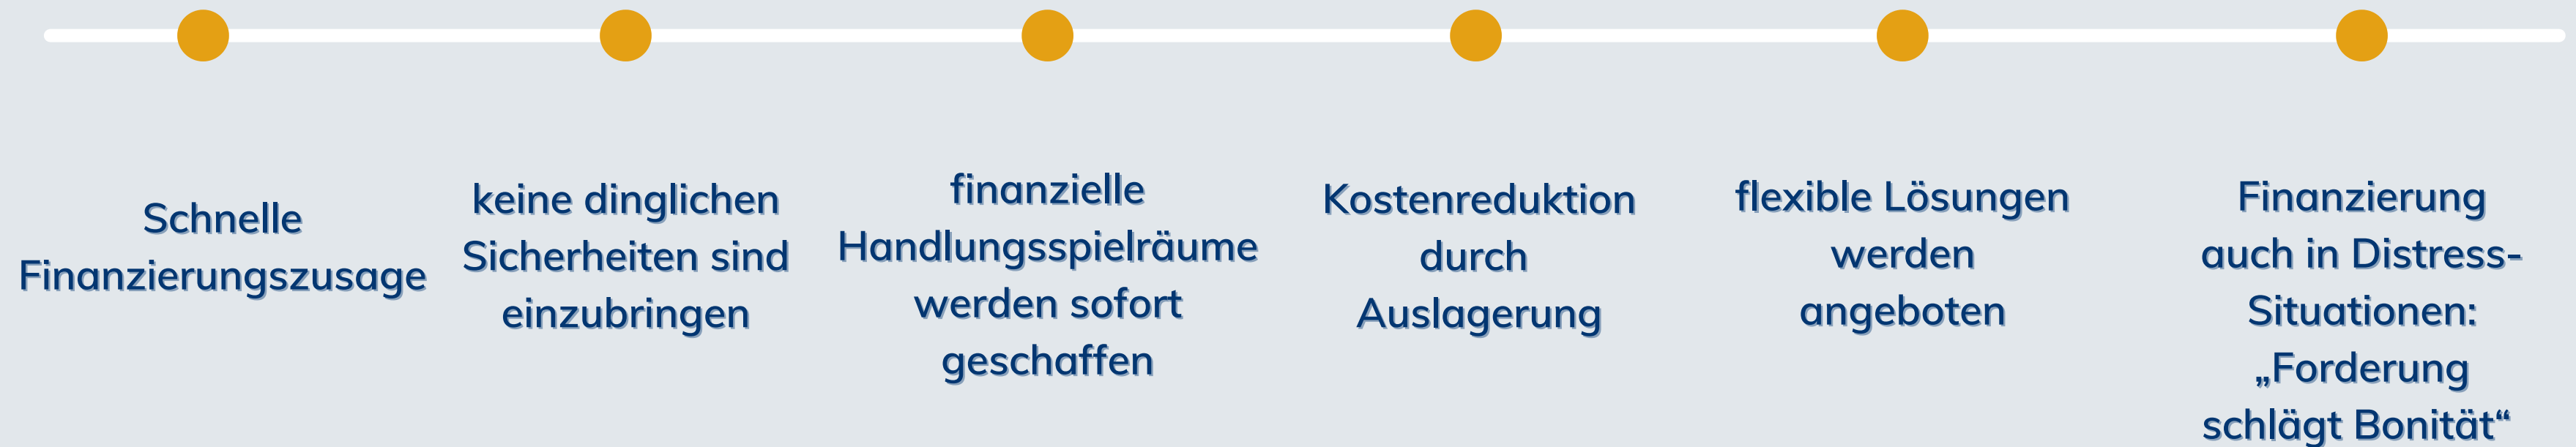 Schnelle
Finanzierungszusage
keine dinglichen
Sicherheiten sind
einzubringen
finanzielle
Handlungsspielräume
werden sofort
geschaffen
Kostenreduktion
durch
Auslagerung
flexible Lösungen
werden
angeboten
Finanzierung
auch in Distress-
Situationen:
„Forderung
schlägt Bonität“